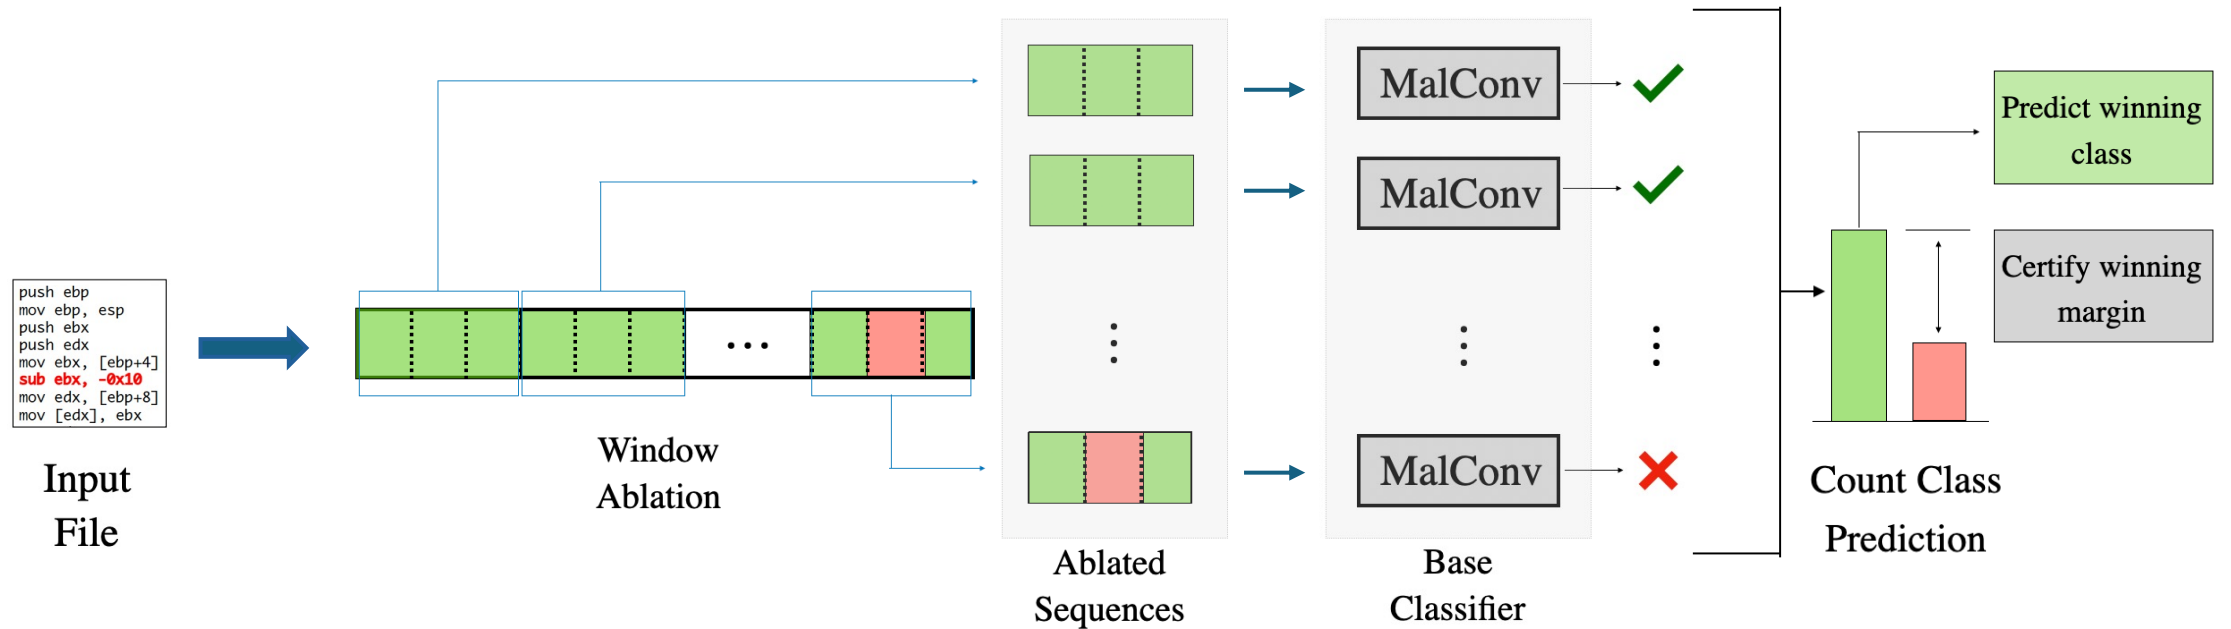 push ebp
mov ebp, esp
push ebx
push edx
mov ebx, [ebp+4]
sub ebx, -0x10
mov edx, [ebp+8]
mov [edx], ebx
Input
File
Window
Ablation
Ablated
Sequences
MalConv
MalConv
MalConv
Base
Classifier
Count Class
Prediction
Predict winning
class
Certify winning
margin